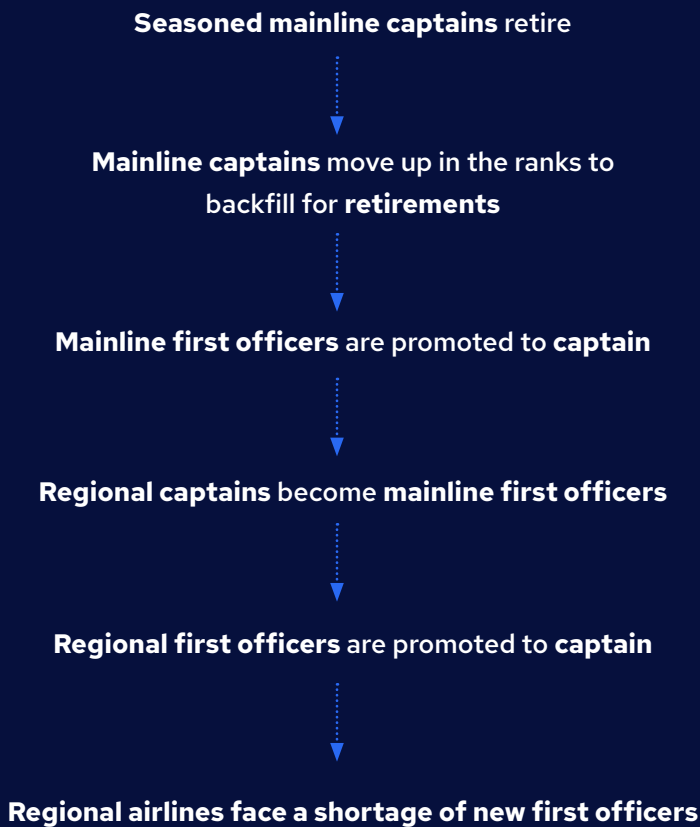 Seasoned mainline captains retire
Mainline captains move up in the ranks to
backfill for retirements
Mainline first officers are promoted to captain
Regional captains become mainline first officers
Regional first officers are promoted to captain
Regional airlines face a shortage of new first officers